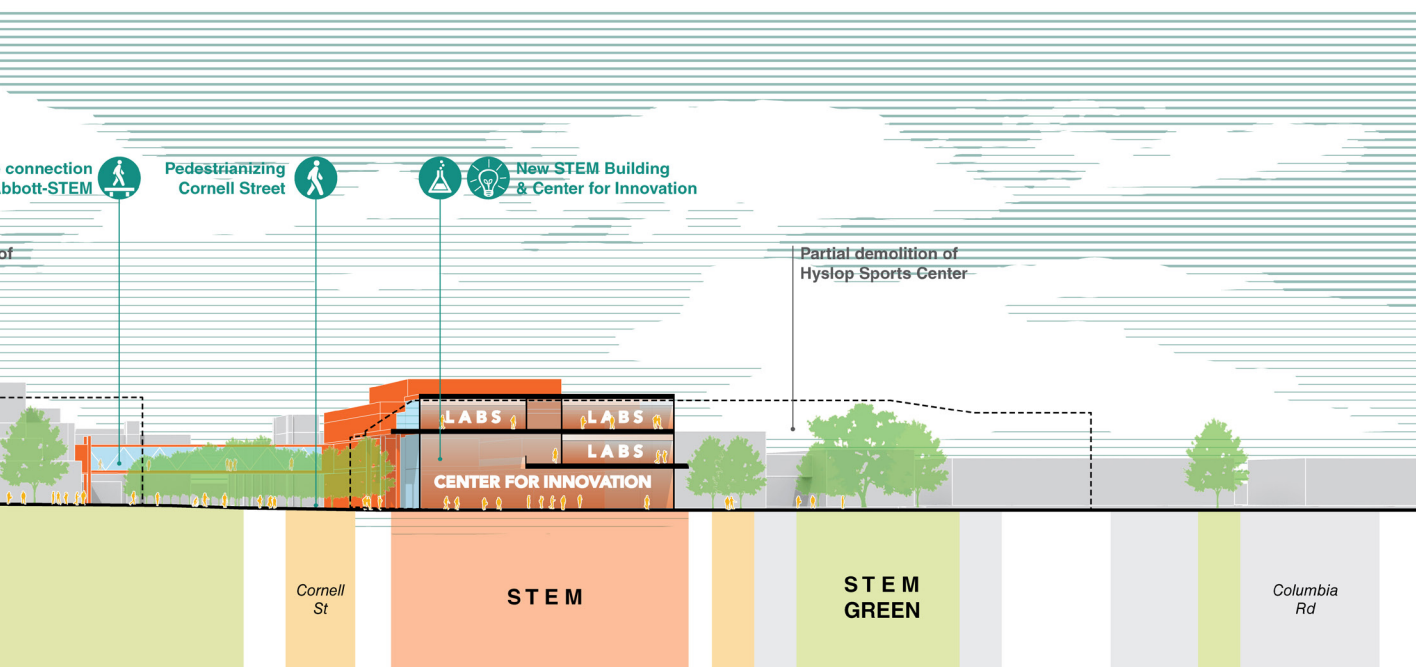 connection
Abbott-STEM
Pedestrianizing
Cornell Street
New STEM Building
& Center for Innovation
of
Partial demolition of
Hyslop Sports Center
LABS
LABS
LABS
CENTER FOR INNOVATION
Cornell
St
STEM
STEM
GREEN
Columbia
Rd